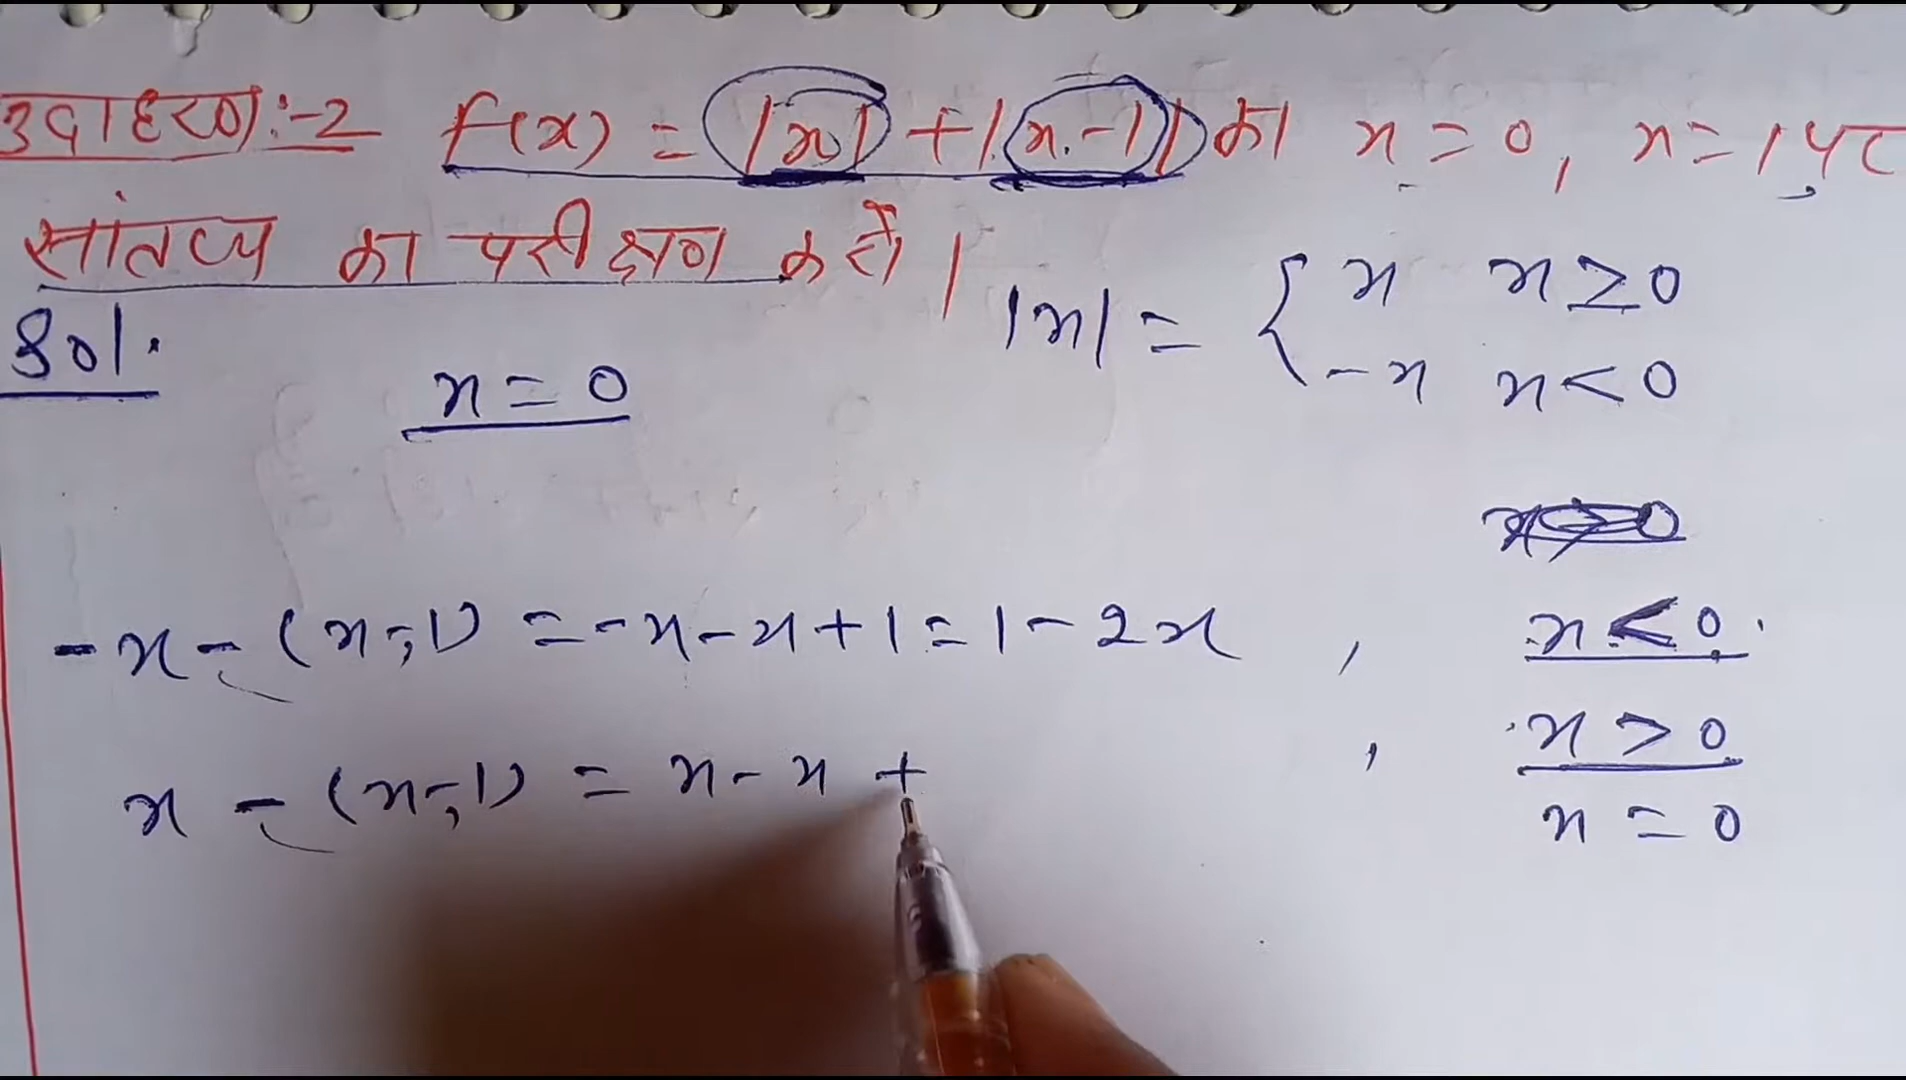 उदाहरण:-2 f(x) = |x| + |x-1| का x = 0, x = 1 पर
सांतत्य का परीक्षण करो।
Sol.
x = 0
|x| = { x x ≥ 0
-x x < 0
-x - (x-1) = -x - x + 1 = 1 - 2x , x < 0
x - (x-1) = x - x + , x > 0
x = 0